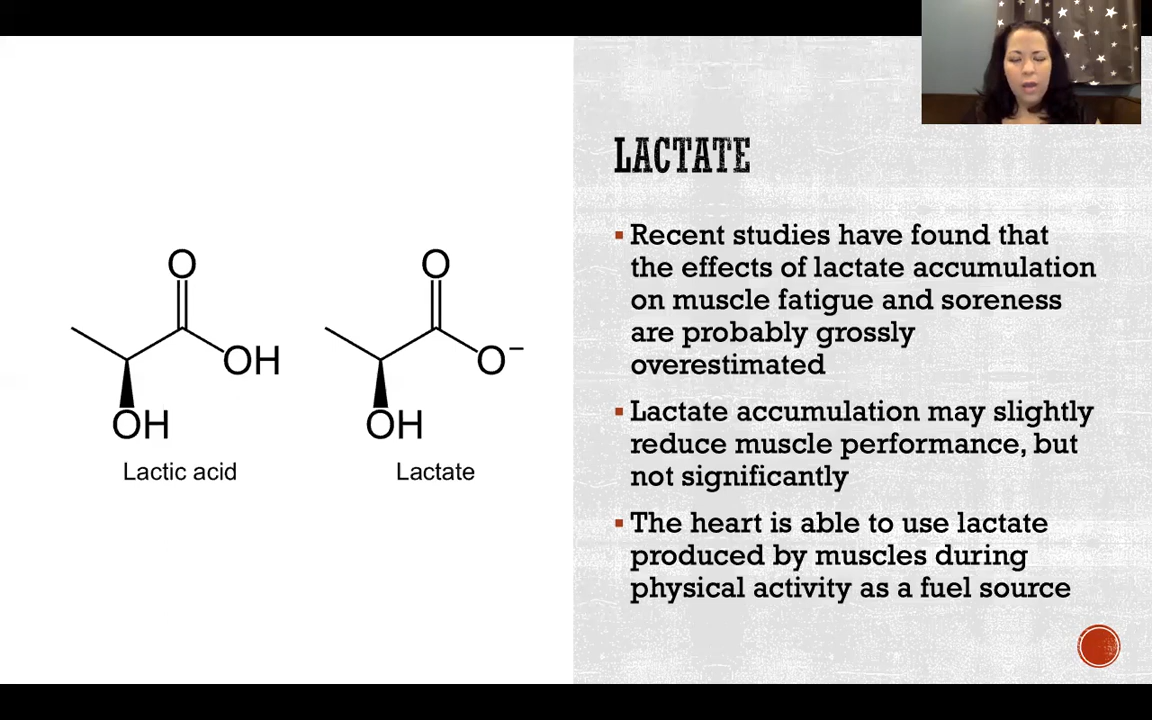 LACTATE
Recent studies have found that
the effects of lactate accumulation
on muscle fatigue and soreness
are probably grossly
overestimated
Lactate accumulation may slightly
reduce muscle performance, but
not significantly
The heart is able to use lactate
produced by muscles during
physical activity as a fuel source
O
OH
OH
Lactic acid
O
O−
OH
Lactate